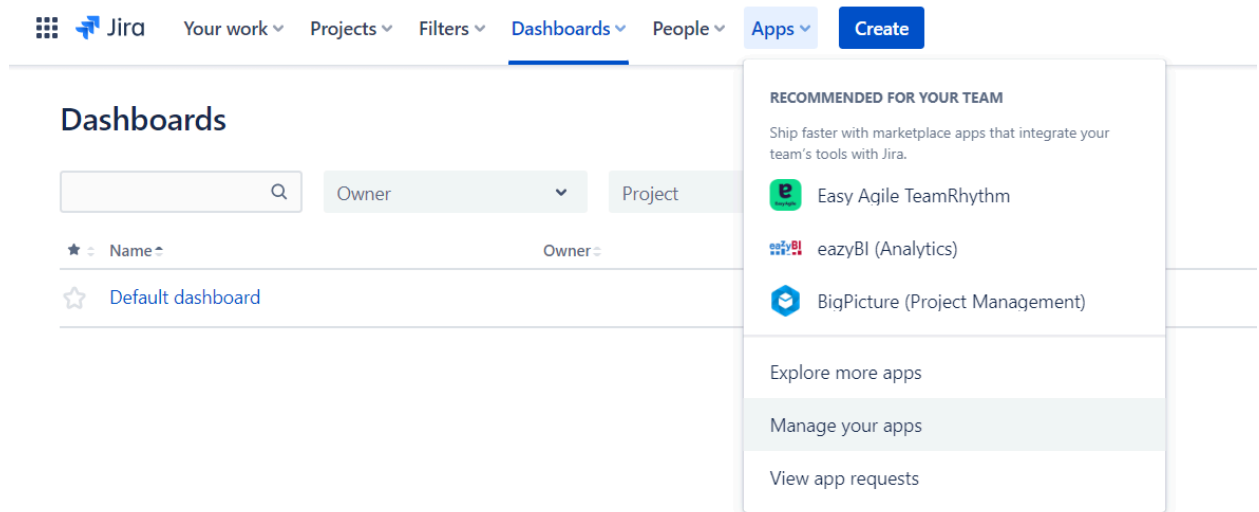 Jira Your work Projects Filters Dashboards People Apps Create
Dashboards
Owner Project
Name Owner
Default dashboard
RECOMMENDED FOR YOUR TEAM
Ship faster with marketplace apps that integrate your
team's tools with Jira.
Easy Agile TeamRhythm
eazyBI
eazyBI (Analytics)
BigPicture (Project Management)
Explore more apps
Manage your apps
View app requests